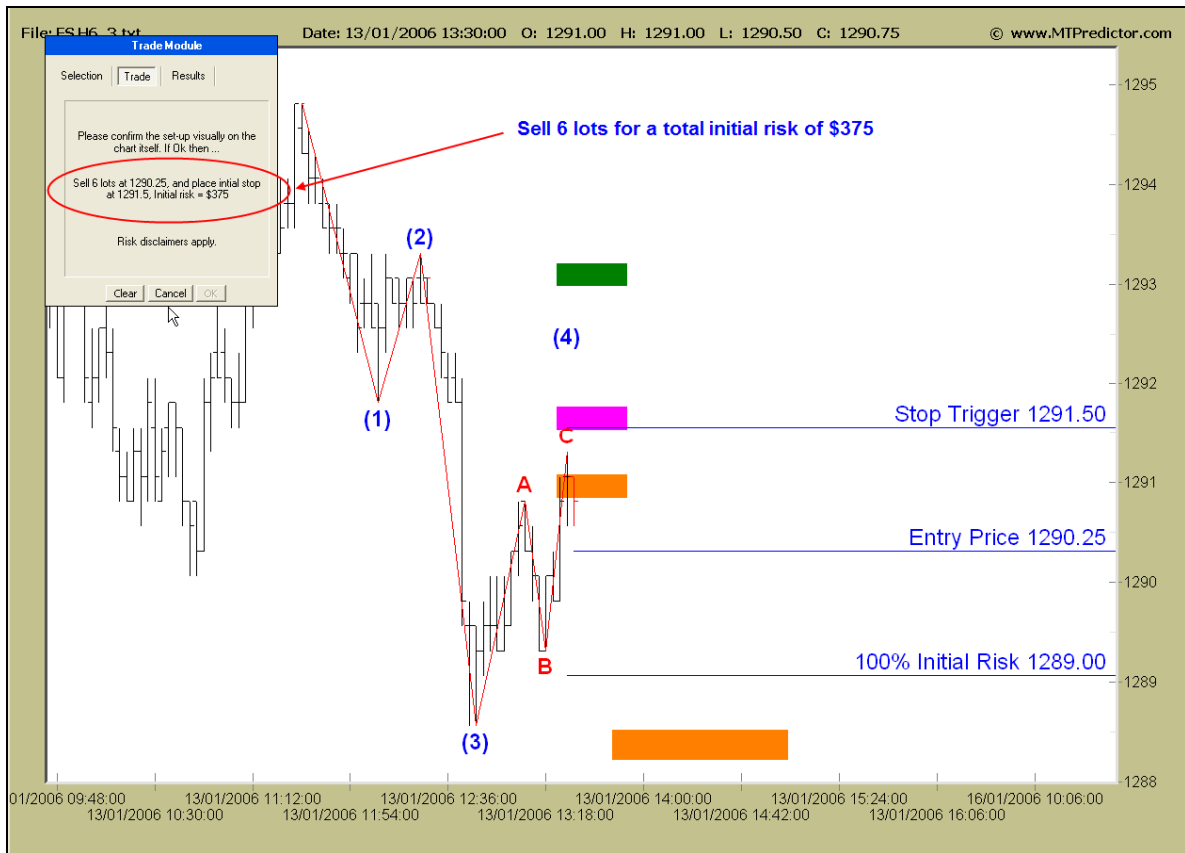 File: ES H6_3.txt Date: 13/01/2006 13:30:00 O: 1291.00 H: 1291.00 L: 1290.50 C: 1290.75 © www.MTPredictor.com
Trade Module
Selection Trade Results
Please confirm the set-up visually on the
chart itself. If Ok then ...
Sell 6 lots at 1290.25, and place intial stop
at 1291.5, Initial risk = $375
Risk disclaimers apply.
Clear Cancel OK
Sell 6 lots for a total initial risk of $375
(2)
(4)
(1)
Stop Trigger 1291.50
C
A
Entry Price 1290.25
B
100% Initial Risk 1289.00
(3)
1295
1294
1293
1292
1291
1290
1289
1288
01/2006 09:48:00 13/01/2006 11:12:00 13/01/2006 12:36:00 13/01/2006 14:00:00 13/01/2006 15:24:00 16/01/2006 10:06:00
13/01/2006 10:30:00 13/01/2006 11:54:00 13/01/2006 13:18:00 13/01/2006 14:42:00 13/01/2006 16:06:00